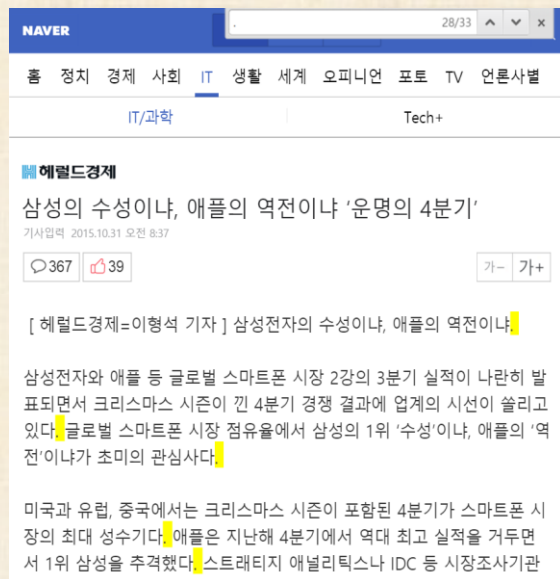 NAVER
. 28/33
홈 정치 경제 사회 IT 생활 세계 오피니언 포토 TV 언론사별
IT/과학 Tech+
헤럴드경제
삼성의 수성이냐, 애플의 역전이냐 ‘운명의 4분기’
기사입력 2015.10.31 오전 8:37
367 39 가- 가+
[ 헤럴드경제=이형석 기자 ] 삼성전자의 수성이냐, 애플의 역전이냐.
삼성전자와 애플 등 글로벌 스마트폰 시장 2강의 3분기 실적이 나란히 발
표되면서 크리스마스 시즌이 낀 4분기 경쟁 결과에 업계의 시선이 쏠리고
있다. 글로벌 스마트폰 시장 점유율에서 삼성의 1위 ‘수성’이냐, 애플의 ‘역
전’이냐가 초미의 관심사다.
미국과 유럽, 중국에서는 크리스마스 시즌이 포함된 4분기가 스마트폰 시
장의 최대 성수기다. 애플은 지난해 4분기에서 역대 최고 실적을 거두면
서 1위 삼성을 추격했다. 스트래티지 애널리틱스나 IDC 등 시장조사기관